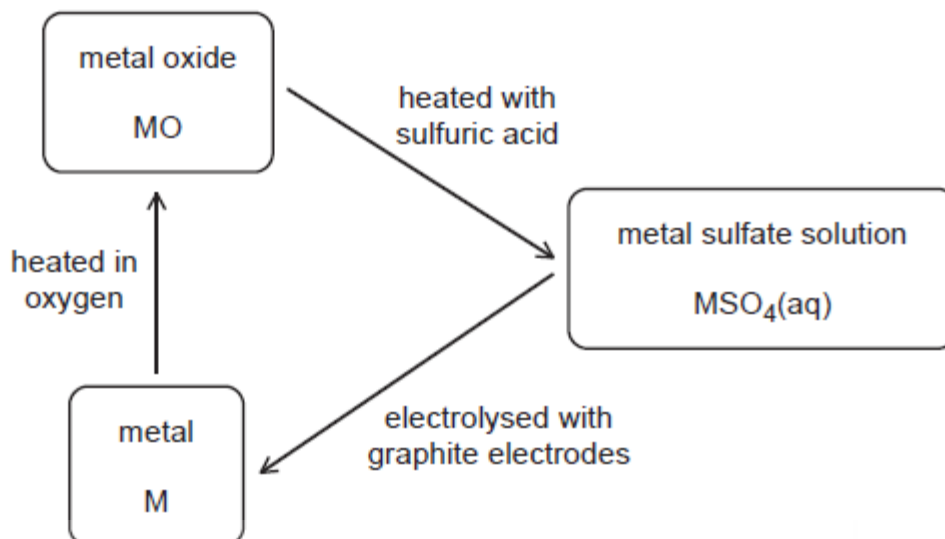 metal oxide
MO
heated with
sulfuric acid
metal sulfate solution
MSO₄(aq)
heated in
oxygen
electrolysed with
graphite electrodes
metal
M